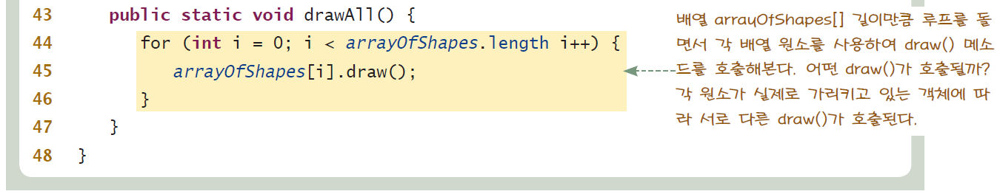 43 public static void drawAll() {
44 for (int i = 0; i < arrayOfShapes.length i++) {
45 arrayOfShapes[i].draw();
46 }
47 }
48 }
배열 arrayOfShapes[] 길이만큼 루프를 돌
면서 각 배열 원소를 사용하여 draw() 메소
드를 호출해본다. 어떤 draw()가 호출될까?
각 원소가 실제로 가리키고 있는 객체에 따
라 서로 다른 draw()가 호출된다.